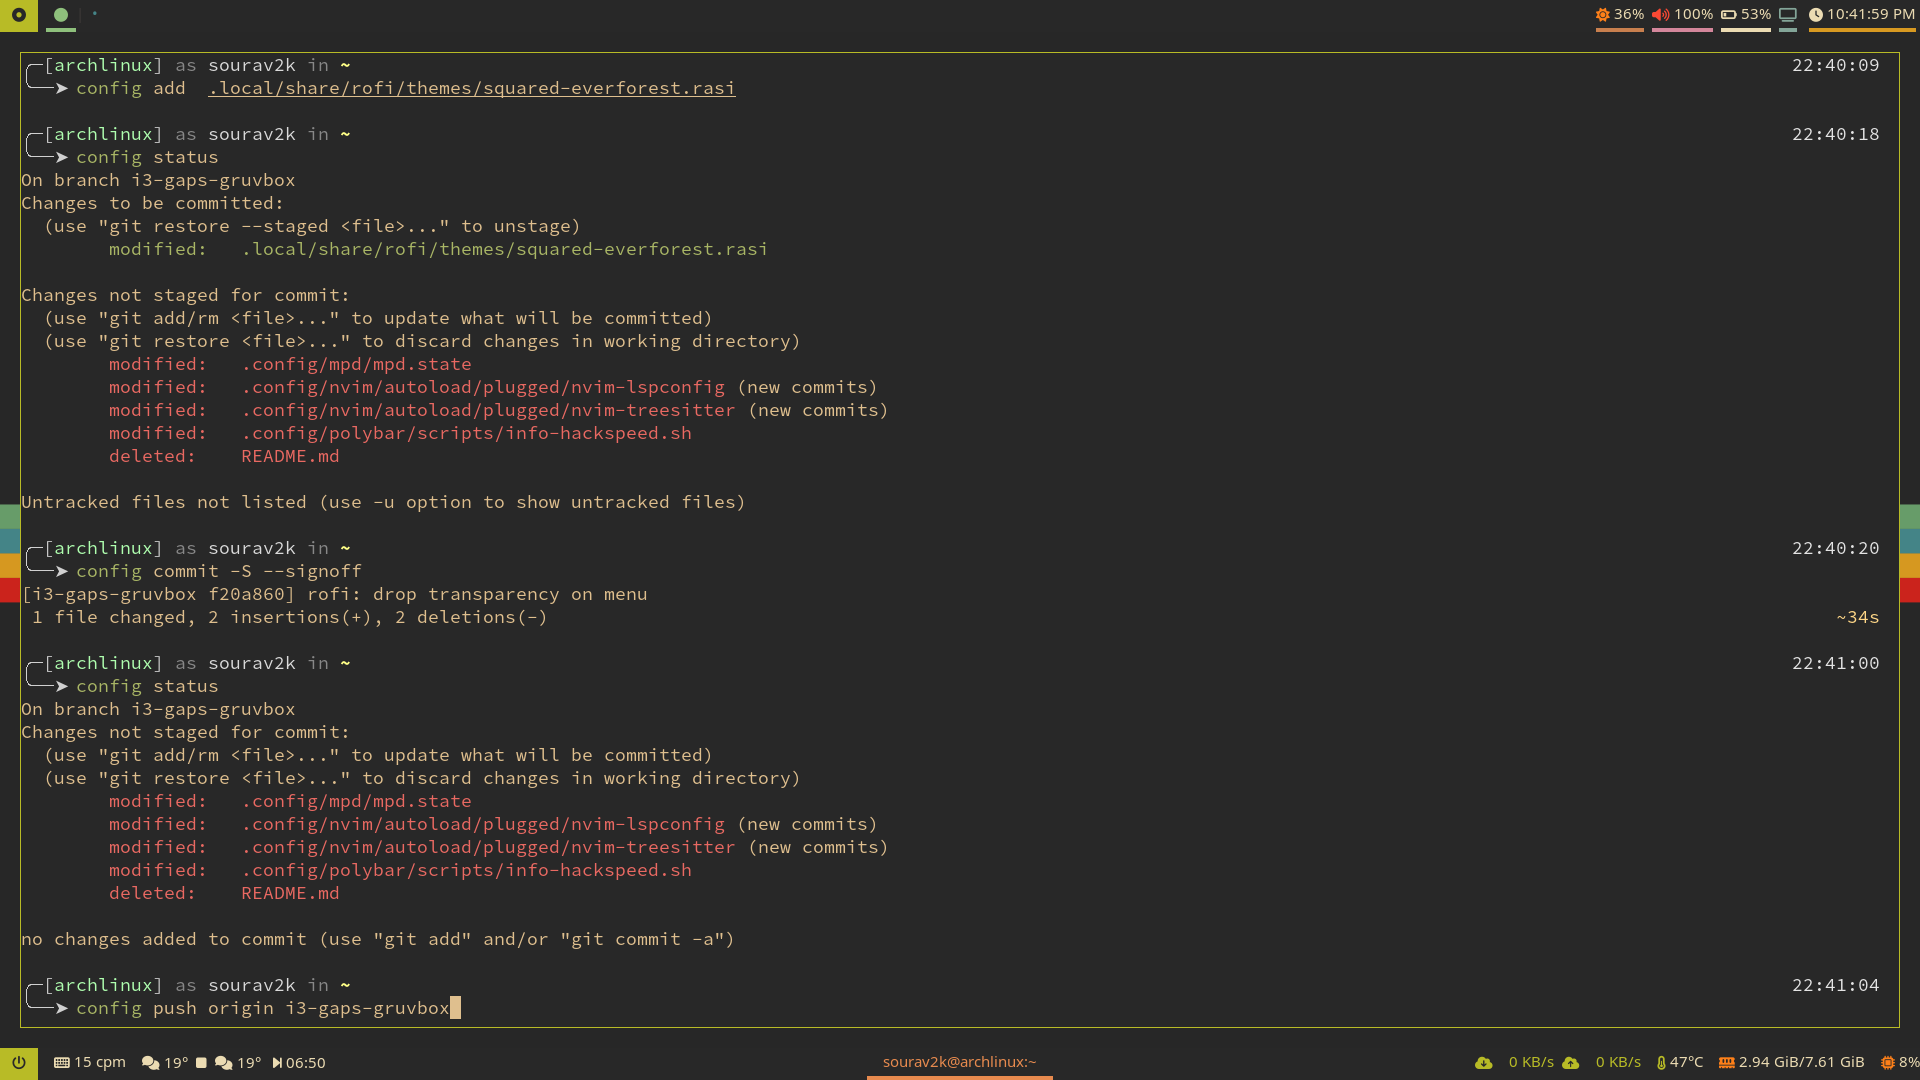 36% 100% 53% 10:41:59 PM
[archlinux] as sourav2k in ~ 22:40:09
➤ config add  .local/share/rofi/themes/squared-everforest.rasi
[archlinux] as sourav2k in ~ 22:40:18
➤ config status
On branch i3-gaps-gruvbox
Changes to be committed:
(use "git restore --staged <file>..." to unstage)
modified:   .local/share/rofi/themes/squared-everforest.rasi
Changes not staged for commit:
(use "git add/rm <file>..." to update what will be committed)
(use "git restore <file>..." to discard changes in working directory)
modified:   .config/mpd/mpd.state
modified:   .config/nvim/autoload/plugged/nvim-lspconfig (new commits)
modified:   .config/nvim/autoload/plugged/nvim-treesitter (new commits)
modified:   .config/polybar/scripts/info-hackspeed.sh
deleted:    README.md
Untracked files not listed (use -u option to show untracked files)
[archlinux] as sourav2k in ~ 22:40:20
➤ config commit -S --signoff
[i3-gaps-gruvbox f20a860] rofi: drop transparency on menu
1 file changed, 2 insertions(+), 2 deletions(-) ~34s
[archlinux] as sourav2k in ~ 22:41:00
➤ config status
On branch i3-gaps-gruvbox
Changes not staged for commit:
(use "git add/rm <file>..." to update what will be committed)
(use "git restore <file>..." to discard changes in working directory)
modified:   .config/mpd/mpd.state
modified:   .config/nvim/autoload/plugged/nvim-lspconfig (new commits)
modified:   .config/nvim/autoload/plugged/nvim-treesitter (new commits)
modified:   .config/polybar/scripts/info-hackspeed.sh
deleted:    README.md
no changes added to commit (use "git add" and/or "git commit -a")
[archlinux] as sourav2k in ~ 22:41:04
➤ config push origin i3-gaps-gruvbox
15 cpm 19° 19° 06:50 sourav2k@archlinux:~ 0 KB/s 0 KB/s 47°C 2.94 GiB/7.61 GiB 8%